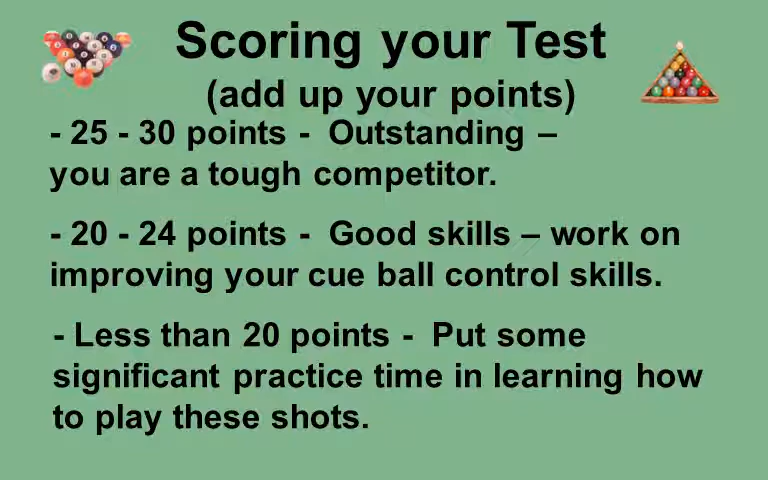 Scoring your Test
(add up your points)
- 25 - 30 points - Outstanding –
you are a tough competitor.
- 20 - 24 points - Good skills – work on
improving your cue ball control skills.
- Less than 20 points - Put some
significant practice time in learning how
to play these shots.